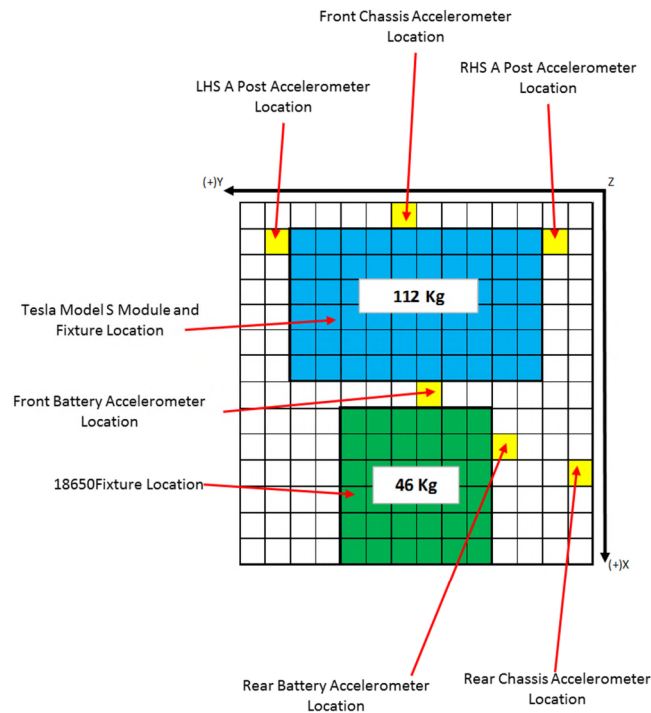 Front Chassis Accelerometer
Location
LHS A Post Accelerometer
Location
RHS A Post Accelerometer
Location
(+)Y
Z
112 Kg
Tesla Model S Module and
Fixture Location
Front Battery Accelerometer
Location
18650Fixture Location
46 Kg
(+)X
Rear Battery Accelerometer
Location
Rear Chassis Accelerometer
Location